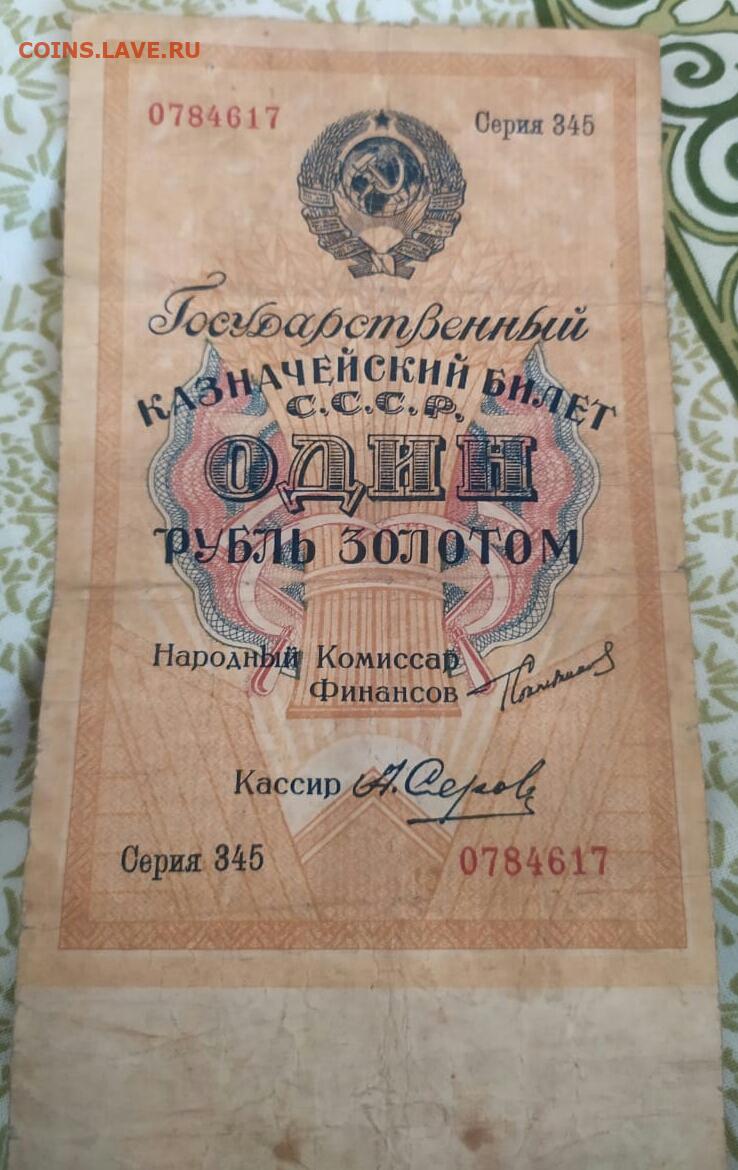 COINS.LAVE.RU
0784617 Серия 345
Государственный
КАЗНАЧЕЙСКИЙ БИЛЕТ
С.С.С.Р.
ОДИН
РУБЛЬ ЗОЛОТОМ
Народный Комиссар
Финансов
Кассир А. Серов
Серия 345 0784617